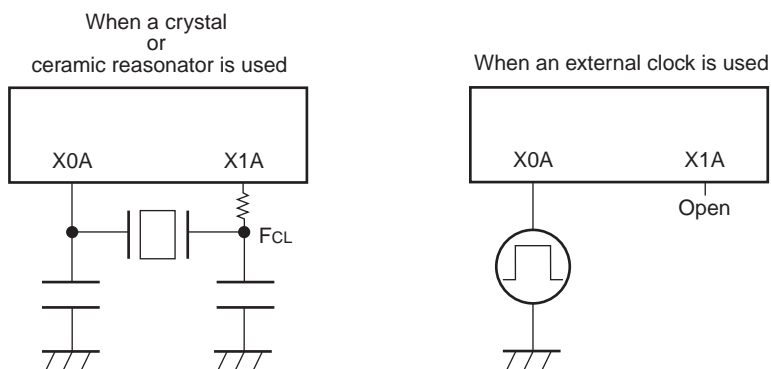 When a crystal
or
ceramic reasonator is used
X0A
X1A
FCL
When an external clock is used
X0A
X1A
Open